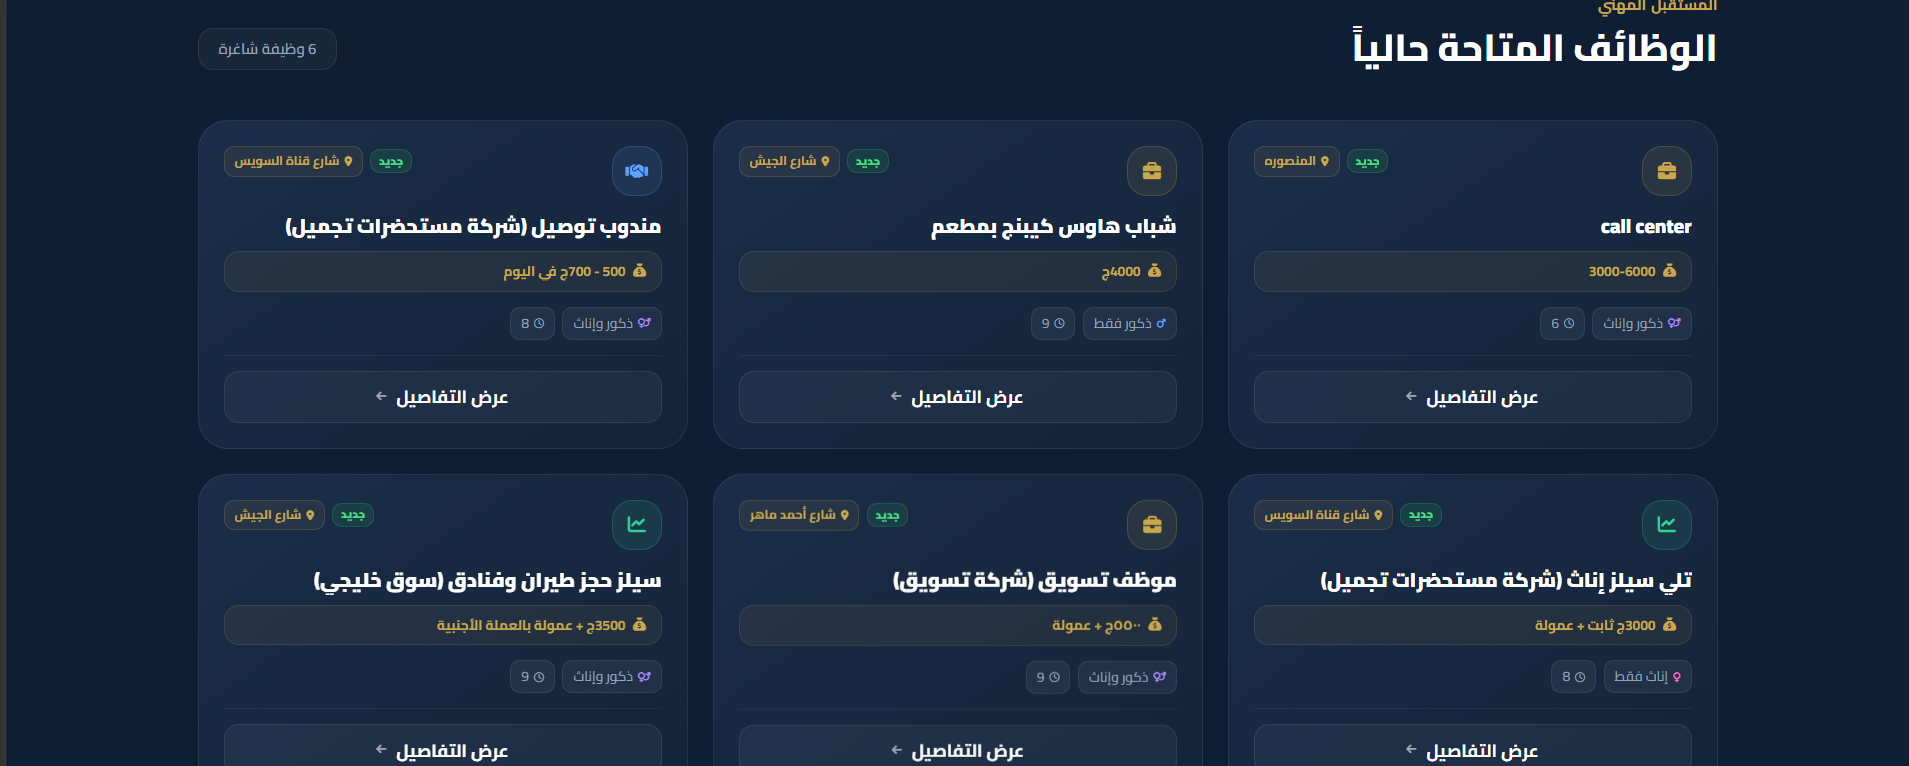 المستقبل المهني
الوظائف المتاحة حالياً
6 وظيفة شاغرة
جديد
المنصوره
call center
3000-6000
ذكور وإناث
6
عرض التفاصيل ←
جديد
شارع الجيش
شباب هاوس كيبنج بمطعم
4000ج
ذكور فقط
9
عرض التفاصيل ←
جديد
شارع قناة السويس
مندوب توصيل (شركة مستحضرات تجميل)
500 - 700ج في اليوم
ذكور وإناث
8
عرض التفاصيل ←
جديد
شارع قناة السويس
تلي سيلز إناث (شركة مستحضرات تجميل)
3000ج ثابت + عمولة
إناث فقط
8
عرض التفاصيل ←
جديد
شارع أحمد ماهر
موظف تسويق (شركة تسويق)
٥٥٠٠ج + عمولة
ذكور وإناث
9
عرض التفاصيل ←
جديد
شارع الجيش
سيلز حجز طيران وفنادق (سوق خليجي)
3500ج + عمولة بالعملة الأجنبية
ذكور وإناث
9
عرض التفاصيل ←